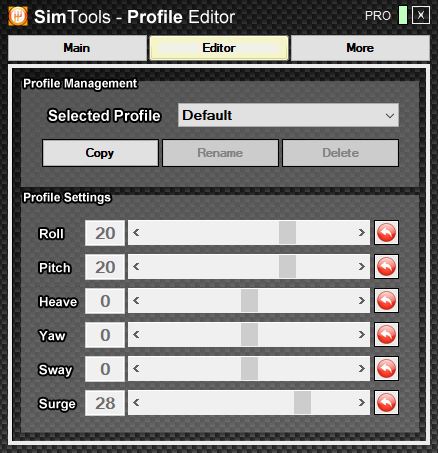 SimTools - Profile Editor PRO X
Main Editor More
Profile Management
Selected Profile Default
Copy Rename Delete
Profile Settings
Roll 20 < >
Pitch 20 < >
Heave 0 < >
Yaw 0 < >
Sway 0 < >
Surge 28 < >